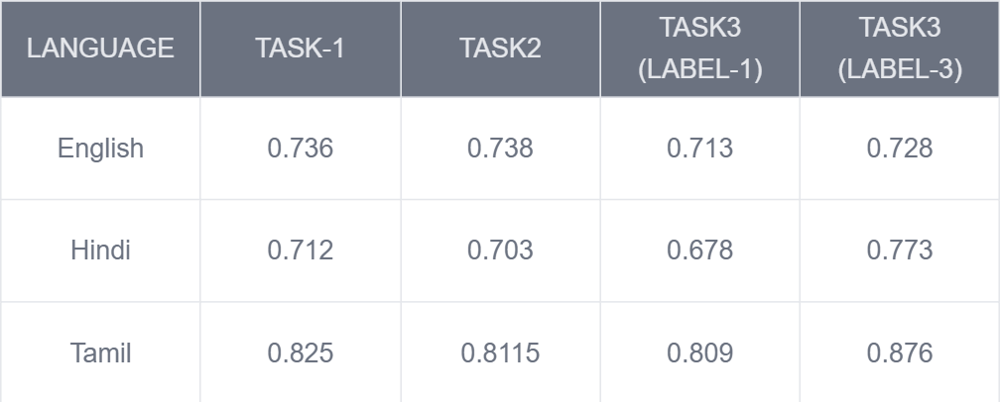 LANGUAGE TASK-1 TASK2 TASK3 (LABEL-1) TASK3 (LABEL-3)
English 0.736 0.738 0.713 0.728
Hindi 0.712 0.703 0.678 0.773
Tamil 0.825 0.8115 0.809 0.876